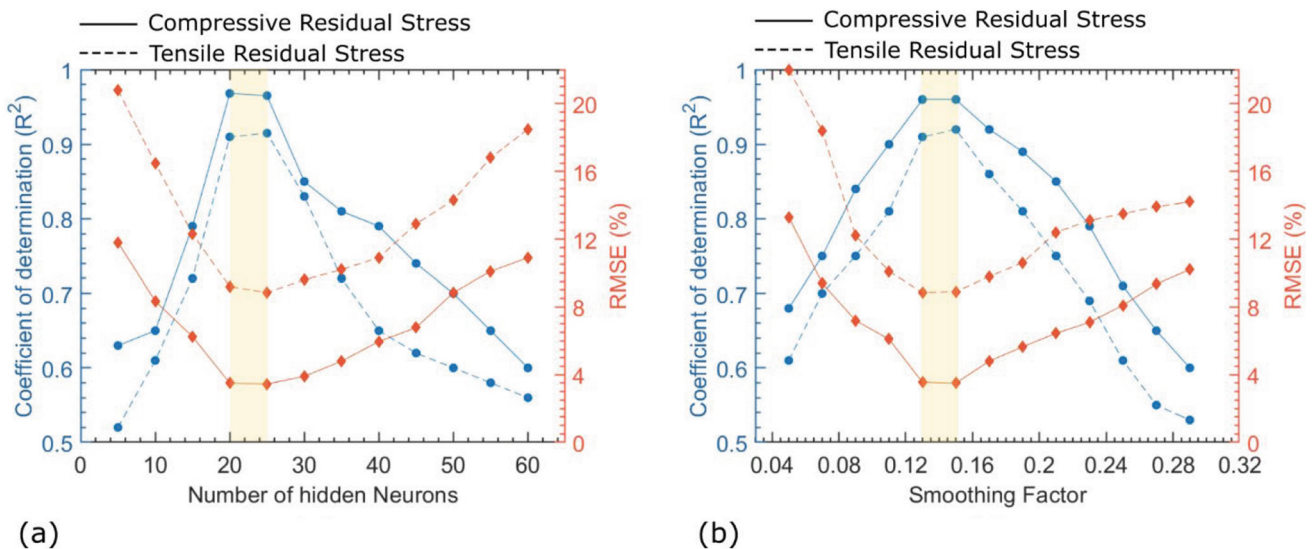 Compressive Residual Stress
Tensile Residual Stress
1
0.9
0.8
0.7
0.6
0.5
Coefficient of determination (R²)
20
16
12
8
4
0
RMSE (%)
0 10 20 30 40 50 60
Number of hidden Neurons
(a)
Compressive Residual Stress
Tensile Residual Stress
1
0.9
0.8
0.7
0.6
0.5
Coefficient of determination (R²)
20
16
12
8
4
0
RMSE (%)
0.04 0.08 0.12 0.16 0.2 0.24 0.28 0.32
Smoothing Factor
(b)